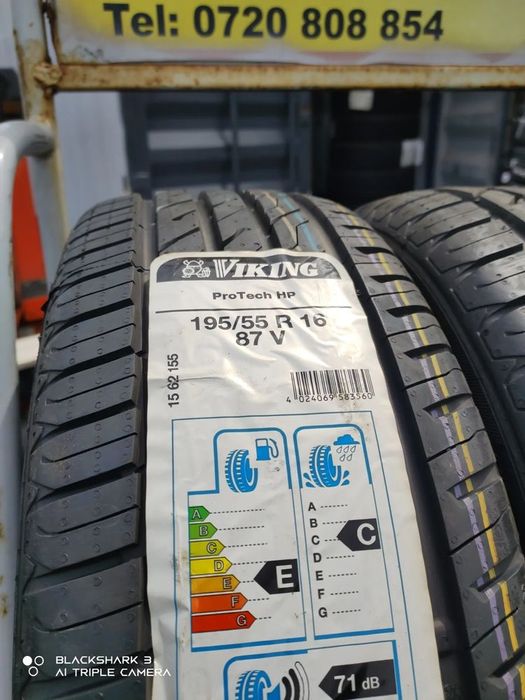 Tel: 0720 808 854
VIKING
ProTech HP
195/55 R 16
87 V
15 62 155
4 024069 583560
A
B
C
D
E
F
G
E
A
B
C
D
E
F
G
C
71 dB
BLACKSHARK 3
AI TRIPLE CAMERA